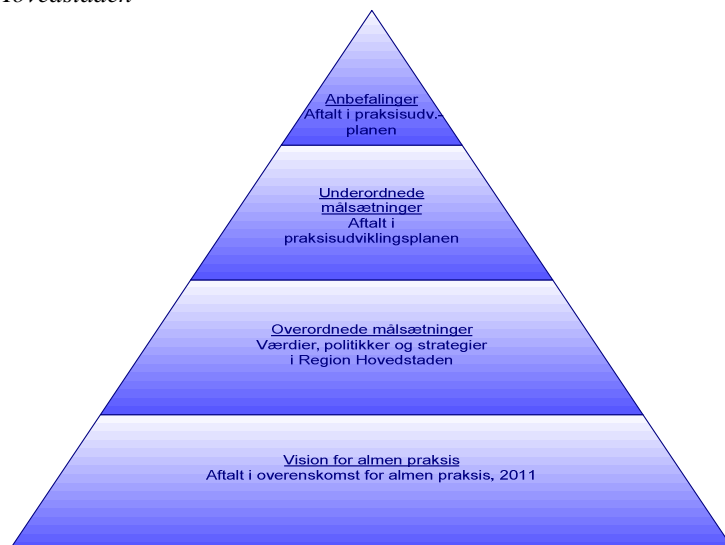 Hovedstaden
Anbefalinger
Aftalt i praksisudv.-
planen
Underordnede
målsætninger
Aftalt i
praksisudviklingsplanen
Overordnede målsætninger
Værdier, politikker og strategier
i Region Hovedstaden
Vision for almen praksis
Aftalt i overenskomst for almen praksis, 2011